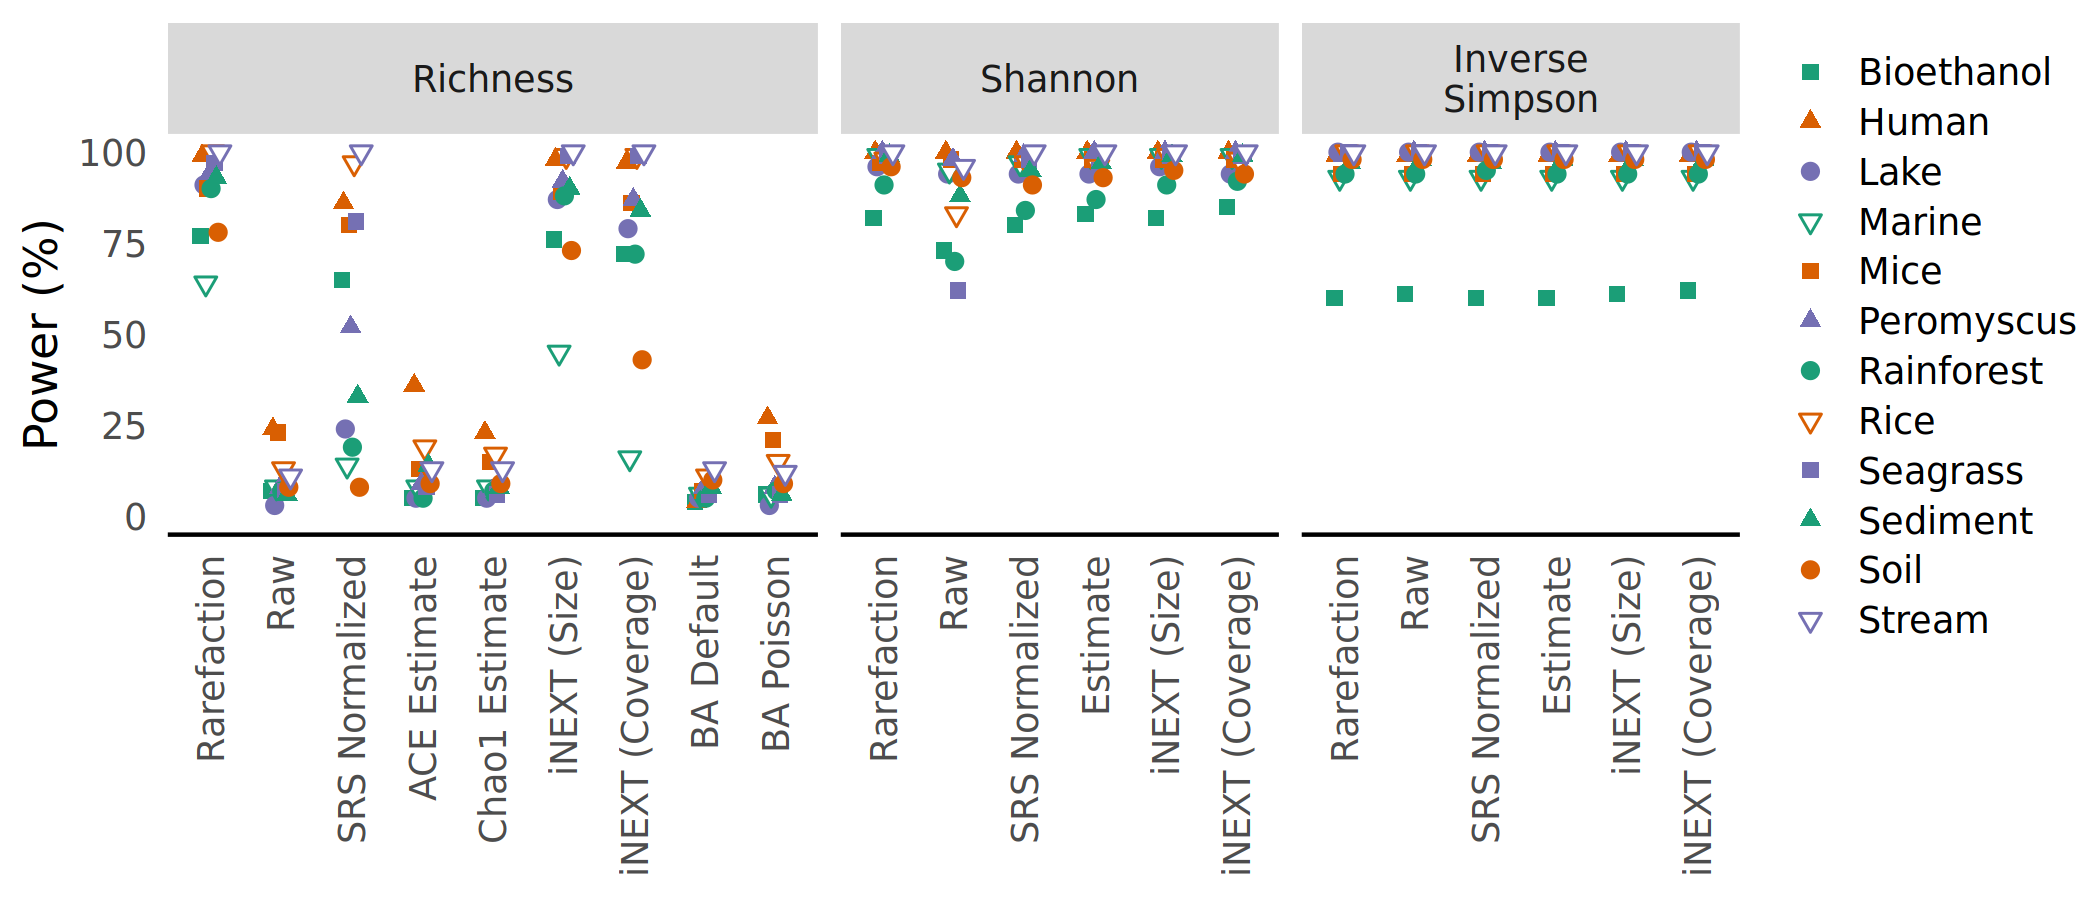 Richness
Shannon
Inverse
Simpson
Power (%)
100
75
50
25
0
Rarefaction
Raw
SRS Normalized
ACE Estimate
Chao1 Estimate
iNEXT (Size)
iNEXT (Coverage)
BA Default
BA Poisson
Rarefaction
Raw
SRS Normalized
Estimate
iNEXT (Size)
iNEXT (Coverage)
Rarefaction
Raw
SRS Normalized
Estimate
iNEXT (Size)
iNEXT (Coverage)
Bioethanol
Human
Lake
Marine
Mice
Peromyscus
Rainforest
Rice
Seagrass
Sediment
Soil
Stream